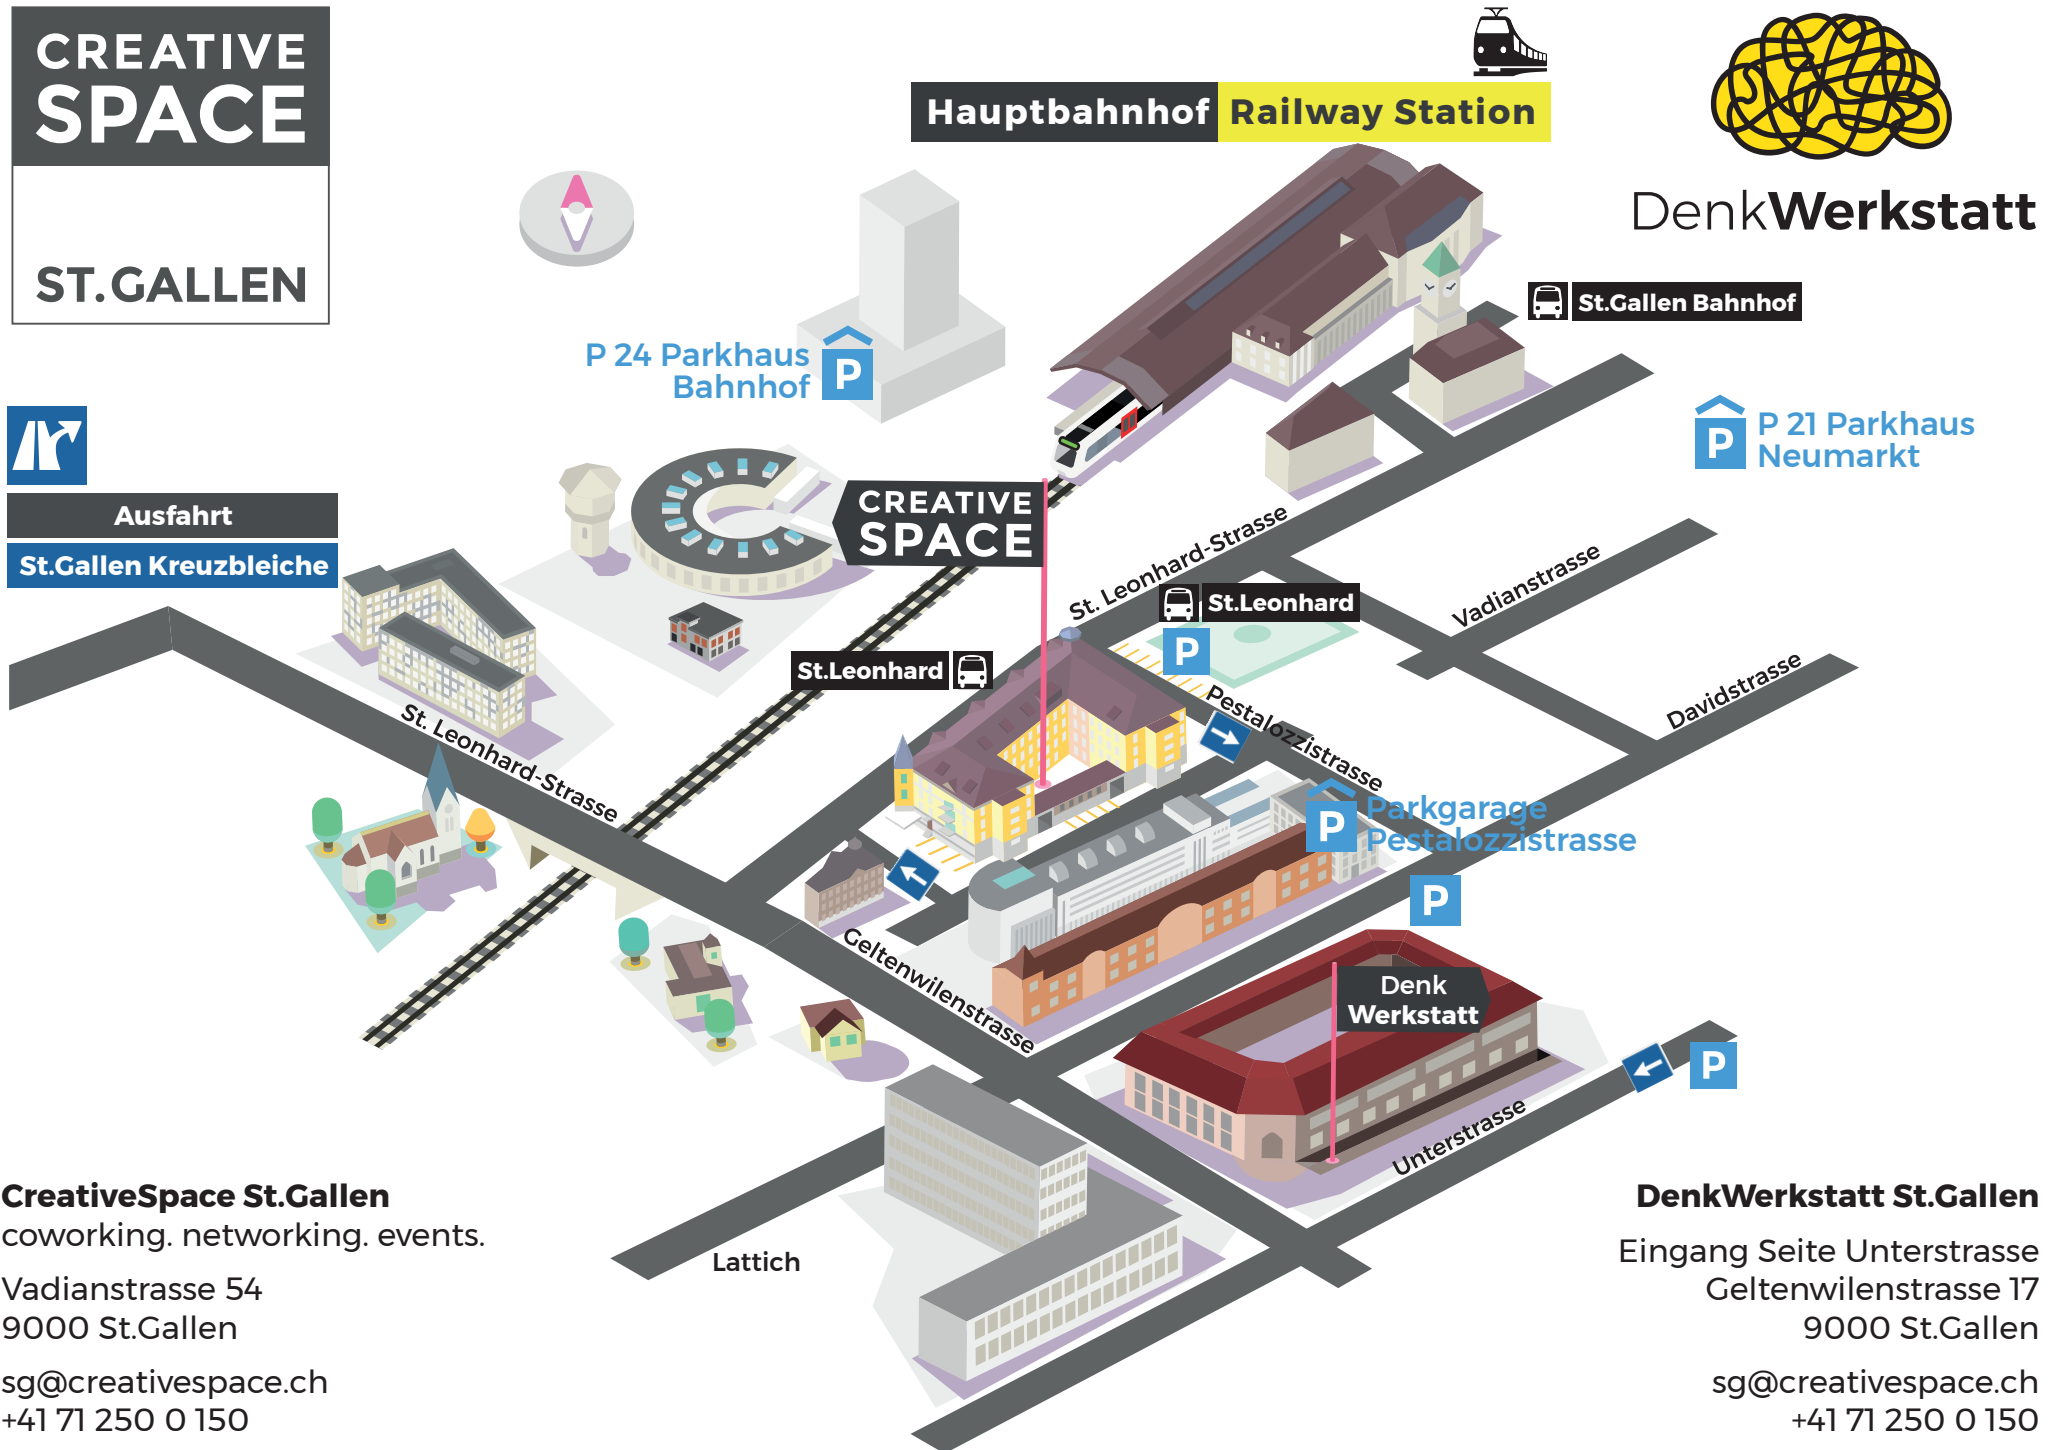 CREATIVE
SPACE
ST.GALLEN
Hauptbahnhof Railway Station
DenkWerkstatt
St.Gallen Bahnhof
P 24 Parkhaus
Bahnhof
P
P
P 21 Parkhaus
Neumarkt
Ausfahrt
St.Gallen Kreuzbleiche
CREATIVE
SPACE
St. Leonhard-Strasse
St.Leonhard
P
Vadianstrasse
St.Leonhard
Pestalozzistrasse
Davidstrasse
St. Leonhard-Strasse
P
Parkgarage
Pestalozzistrasse
P
Geltenwilenstrasse
Denk
Werkstatt
P
Unterstrasse
Lattich
CreativeSpace St.Gallen
coworking. networking. events.
Vadianstrasse 54
9000 St.Gallen
sg@creativespace.ch
+41 71 250 0 150
DenkWerkstatt St.Gallen
Eingang Seite Unterstrasse
Geltenwilenstrasse 17
9000 St.Gallen
sg@creativespace.ch
+41 71 250 0 150